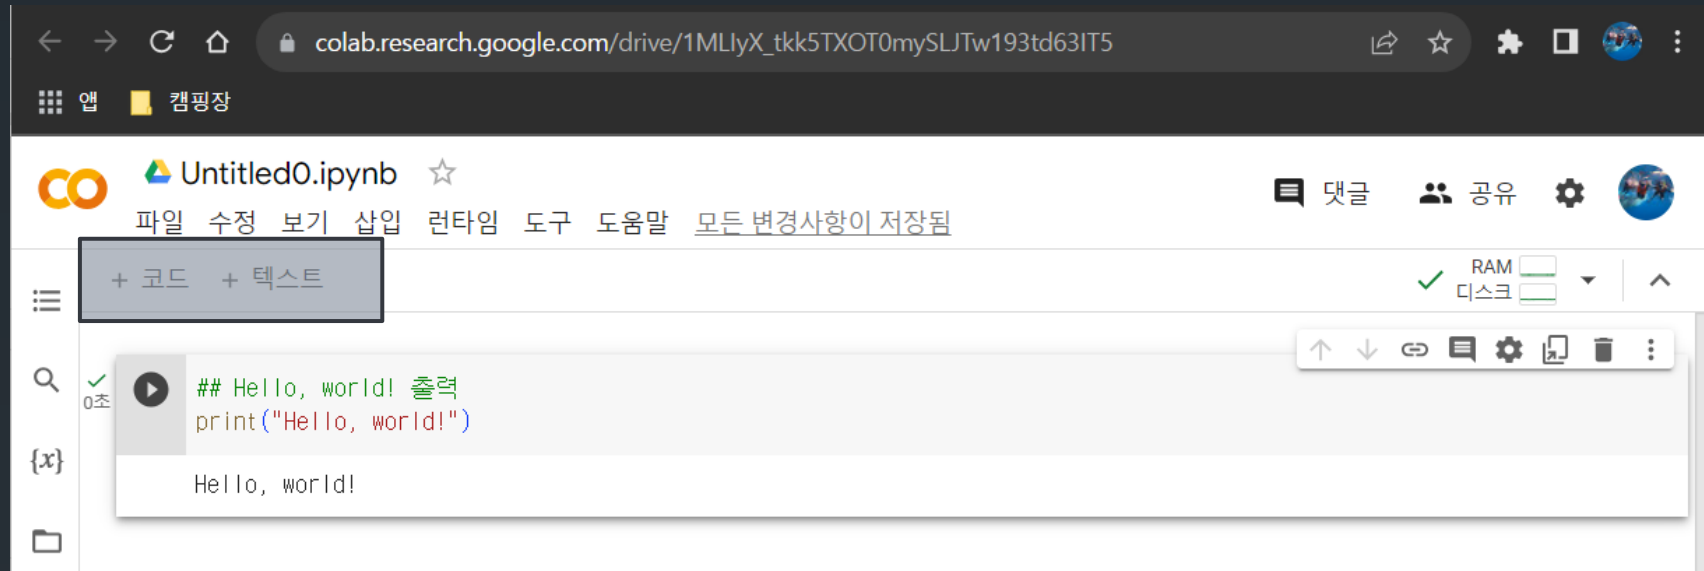 colab.research.google.com/drive/1MLlyX_tkk5TXOT0mySLJTw193td63IT5
앱 캠핑장
Untitled0.ipynb
댓글 공유
파일 수정 보기 삽입 런타임 도구 도움말 모든 변경사항이 저장됨
+ 코드 + 텍스트
RAM
디스크
## Hello, world! 출력
0초
print("Hello, world!")
{x}
Hello, world!